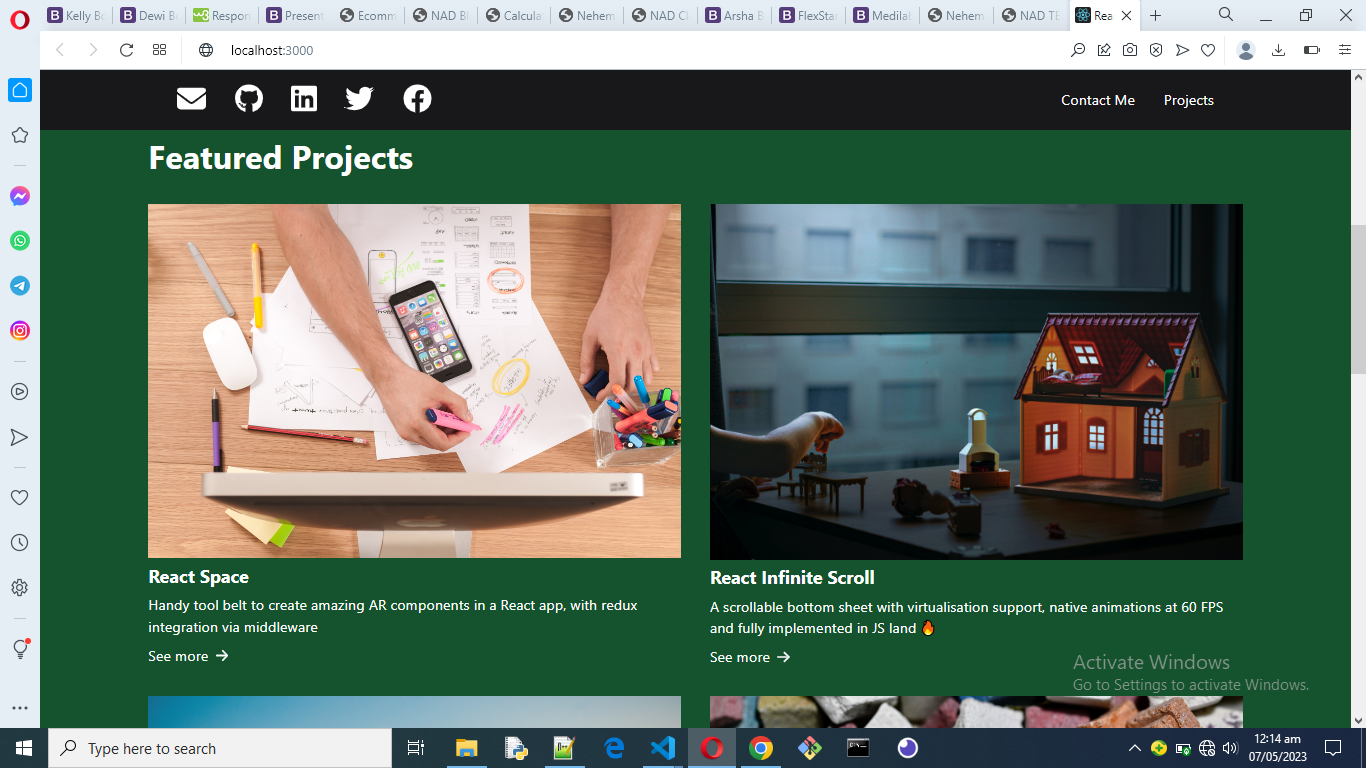 Kelly Bo
Dewi B
Respon
Present
Ecomm
NAD Bl
Calcula
Nehem
NAD Cl
Arsha B
FlexSta
Medilal
Nehem
NAD TE
Rea
localhost:3000
Contact Me
Projects
Featured Projects
React Space
Handy tool belt to create amazing AR components in a React app, with redux
integration via middleware
See more →
React Infinite Scroll
A scrollable bottom sheet with virtualisation support, native animations at 60 FPS
and fully implemented in JS land 🔥
See more →
Activate Windows
Go to Settings to activate Windows.
Type here to search
12:14 am
07/05/2023